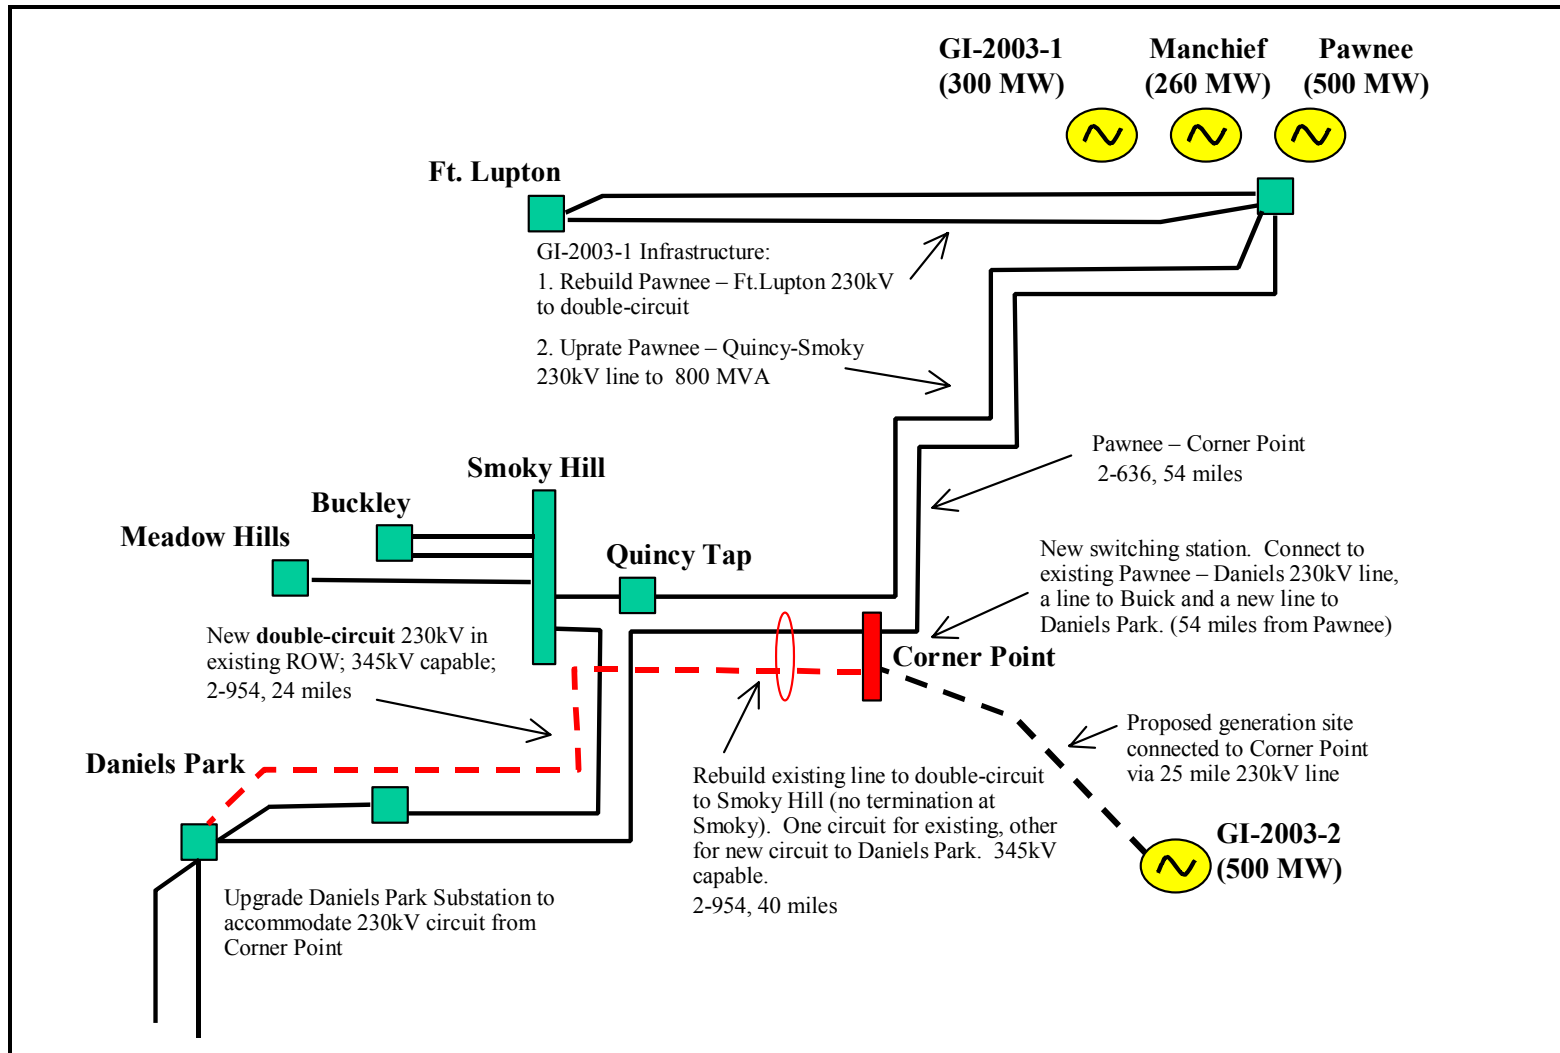 GI-2003-1
(300 MW)
Manchief
(260 MW)
Pawnee
(500 MW)
Ft. Lupton
GI-2003-1 Infrastructure:
1. Rebuild Pawnee – Ft.Lupton 230kV
to double-circuit
2. Uprate Pawnee – Quincy-Smoky
230kV line to  800 MVA
Pawnee – Corner Point
2-636, 54 miles
Smoky Hill
Buckley
Meadow Hills
Quincy Tap
New switching station.  Connect to
existing Pawnee – Daniels 230kV line,
a line to Buick and a new line to
Daniels Park. (54 miles from Pawnee)
New double-circuit 230kV in
existing ROW; 345kV capable;
2-954, 24 miles
Corner Point
Proposed generation site
connected to Corner Point
via 25 mile 230kV line
Daniels Park
Rebuild existing line to double-circuit
to Smoky Hill (no termination at
Smoky).  One circuit for existing, other
for new circuit to Daniels Park.  345kV
capable.
2-954, 40 miles
GI-2003-2
(500 MW)
Upgrade Daniels Park Substation to
accommodate 230kV circuit from
Corner Point